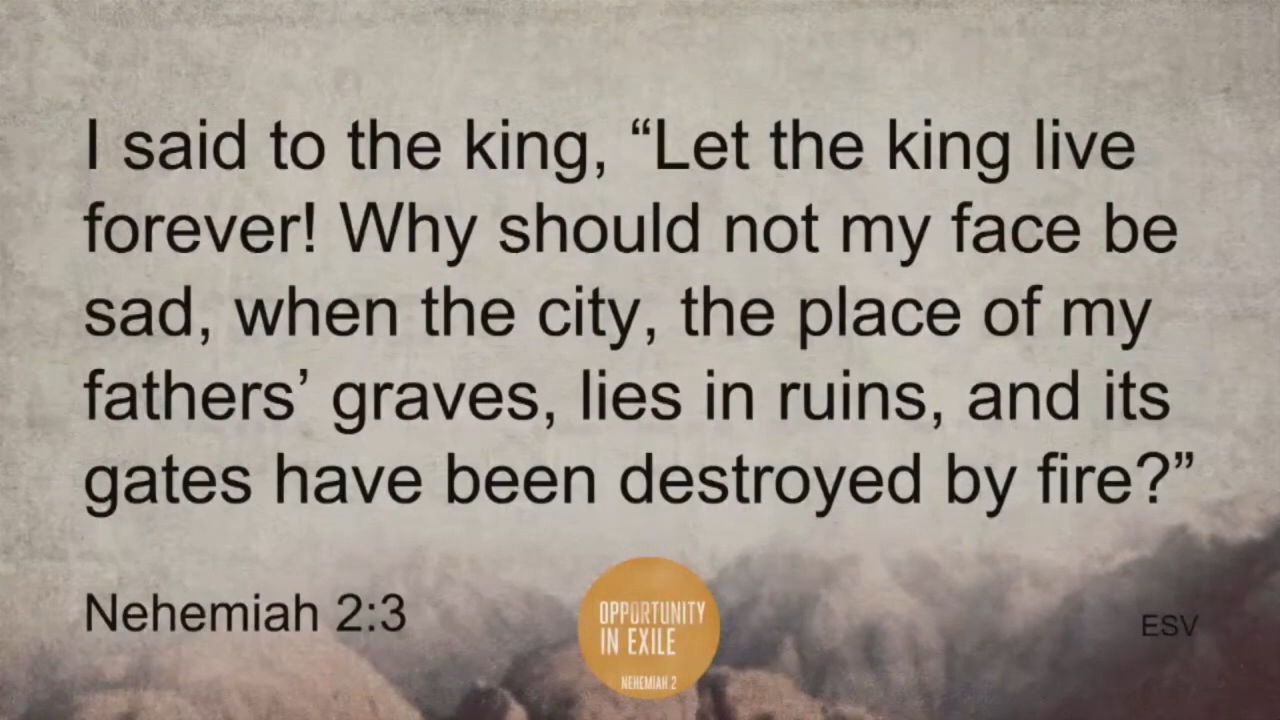 I said to the king, “Let the king live
forever! Why should not my face be
sad, when the city, the place of my
fathers’ graves, lies in ruins, and its
gates have been destroyed by fire?”
Nehemiah 2:3
OPPORTUNITY
IN EXILE
NEHEMIAH 2
ESV